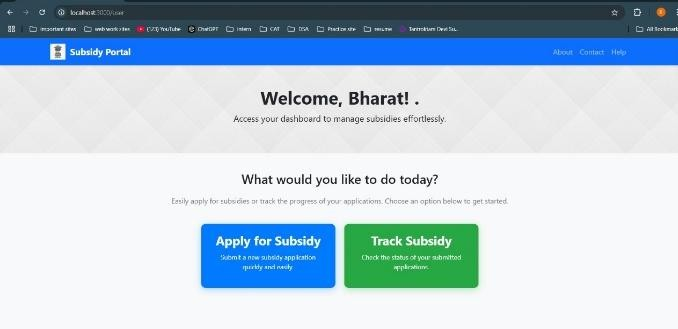 localhost:3000/user
important sites web work sites (123) YouTube ChatGPT intern CAT DSA Practice site resume Tantrotriam Devi Su... All Bookmark
Subsidy Portal About Contact Help
Welcome, Bharat! .
Access your dashboard to manage subsidies effortlessly.
What would you like to do today?
Easily apply for subsidies or track the progress of your applications. Choose an option below to get started.
Apply for Subsidy
Submit a new subsidy application
quickly and easily.
Track Subsidy
Check the status of your submitted
applications.